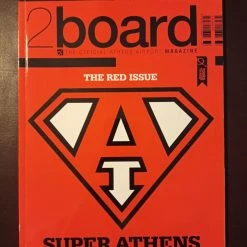 2board
THE OFFICIAL ATHENS AIRPORT MAGAZINE
THE RED ISSUE
A
SUPER ATHENS